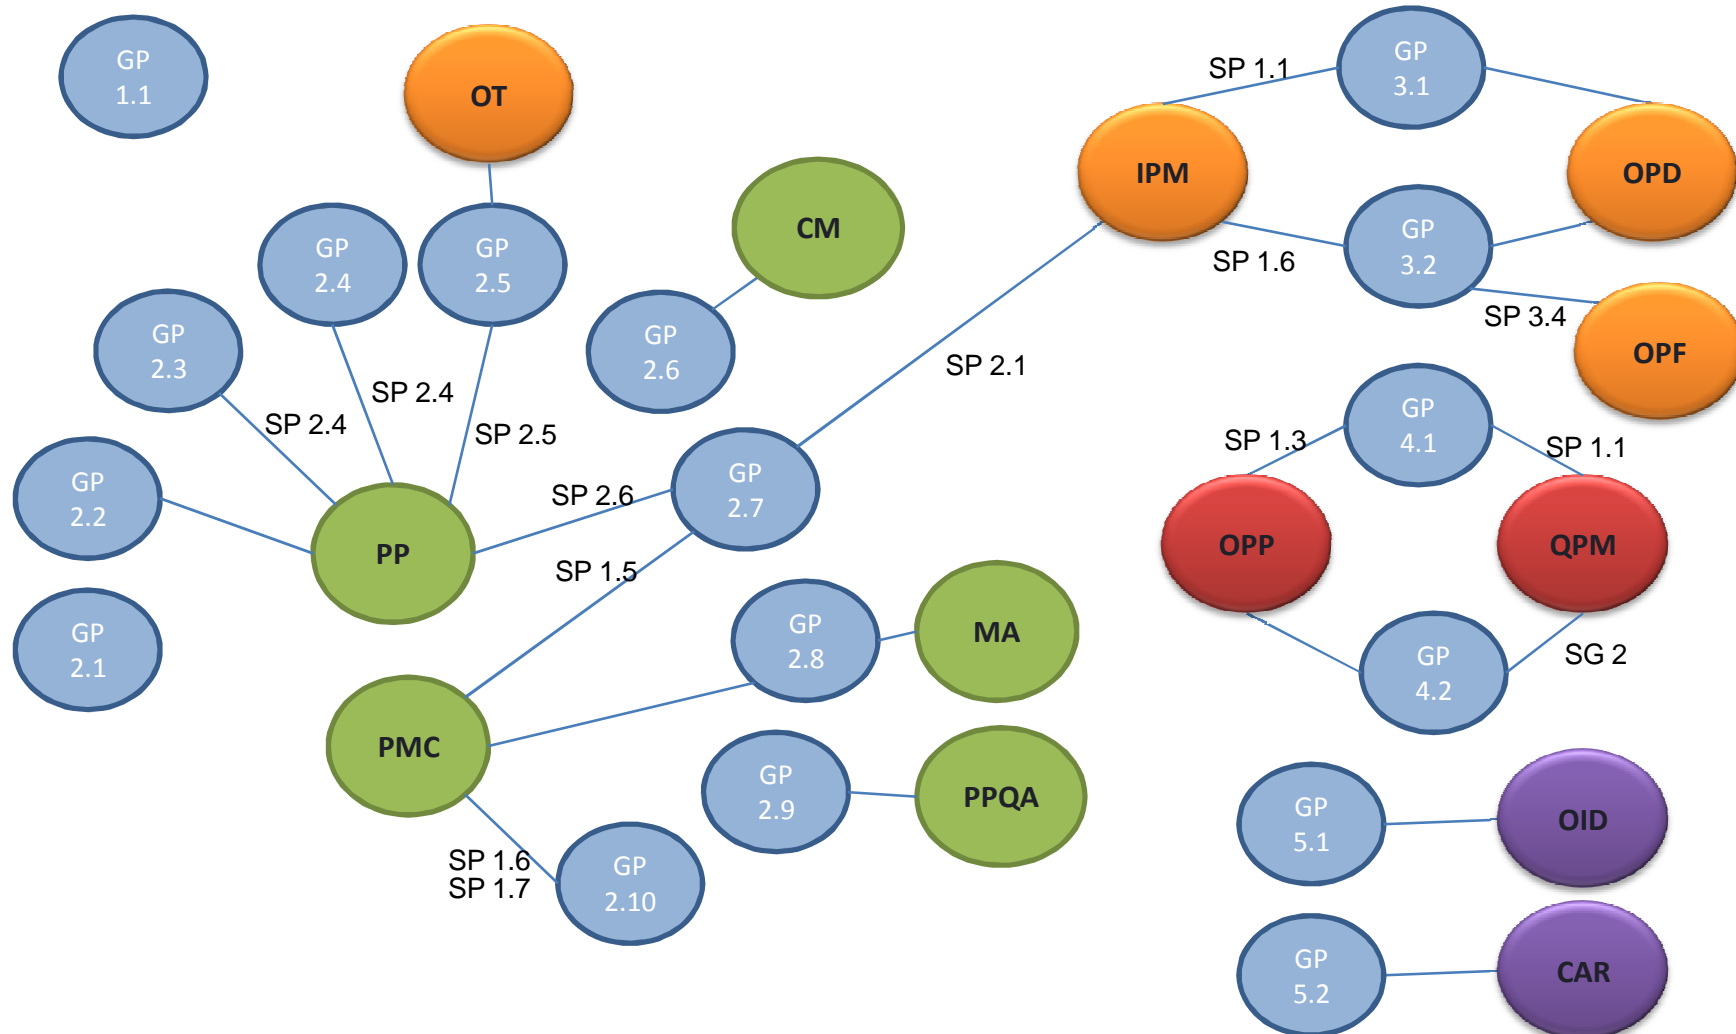 GP
1.1
OT
GP
3.1
SP 1.1
IPM
OPD
CM
GP
2.4
GP
2.5
GP
3.2
SP 1.6
SP 3.4
OPF
GP
2.3
GP
2.6
SP 2.1
SP 2.4
SP 2.4
SP 2.5
GP
4.1
SP 1.3
SP 1.1
GP
2.2
SP 2.6
GP
2.7
PP
OPP
QPM
SP 1.5
GP
2.1
GP
2.8
MA
GP
4.2
SG 2
PMC
GP
2.9
PPQA
GP
5.1
OID
SP 1.6
SP 1.7
GP
2.10
GP
5.2
CAR